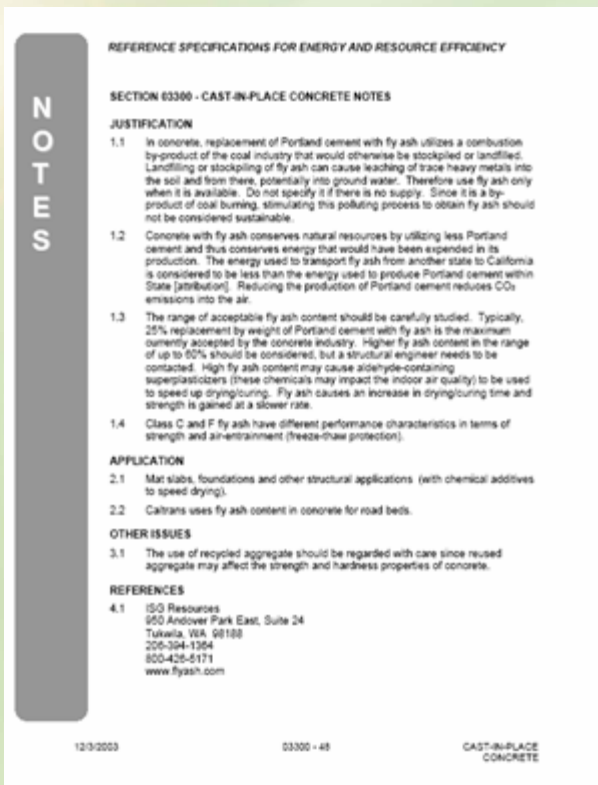 REFERENCE SPECIFICATIONS FOR ENERGY AND RESOURCE EFFICIENCY
NOTES
SECTION 03300 - CAST-IN-PLACE CONCRETE NOTES
JUSTIFICATION
1.1 In concrete, replacement of Portland cement with fly ash utilizes a combustion
by-product of the coal industry that would otherwise be stockpiled or landfilled.
Landfilling or stockpiling of fly ash can cause leaching of trace heavy metals into
the soil and from there, potentially into ground water. Therefore use fly ash only
when it is available. Do not specify it if there is no supply. Since it is a by-
product of coal burning, stimulating this polluting process to obtain fly ash should
not be considered sustainable.
1.2 Concrete with fly ash conserves natural resources by utilizing less Portland
cement and thus conserves energy that would have been expended in its
production. The energy used to transport fly ash from another state to California
is considered to be less than the energy used to produce Portland cement within
State [attribution]. Reducing the production of Portland cement reduces CO₂
emissions into the air.
1.3 The range of acceptable fly ash content should be carefully studied. Typically,
25% replacement by weight of Portland cement with fly ash is the maximum
currently accepted by the concrete industry. Higher fly ash content in the range
of up to 60% should be considered, but a structural engineer needs to be
contacted. High fly ash content may cause aldehyde-containing
superplasticizers (these chemicals may impact the indoor air quality) to be used
to speed up drying/curing. Fly ash causes an increase in drying/curing time and
strength is gained at a slower rate.
1.4 Class C and F fly ash have different performance characteristics in terms of
strength and air-entrainment (freeze-thaw protection).
APPLICATION
2.1 Mat slabs, foundations and other structural applications (with chemical additives
to speed drying).
2.2 Caltrans uses fly ash content in concrete for road beds.
OTHER ISSUES
3.1 The use of recycled aggregate should be regarded with care since reused
aggregate may affect the strength and hardness properties of concrete.
REFERENCES
4.1 ISG Resources
950 Andover Park East, Suite 24
Tukwila, WA 98188
206-394-1364
800-426-5171
www.flyash.com
12/3/2003 03300 - 48 CAST-IN-PLACE
CONCRETE